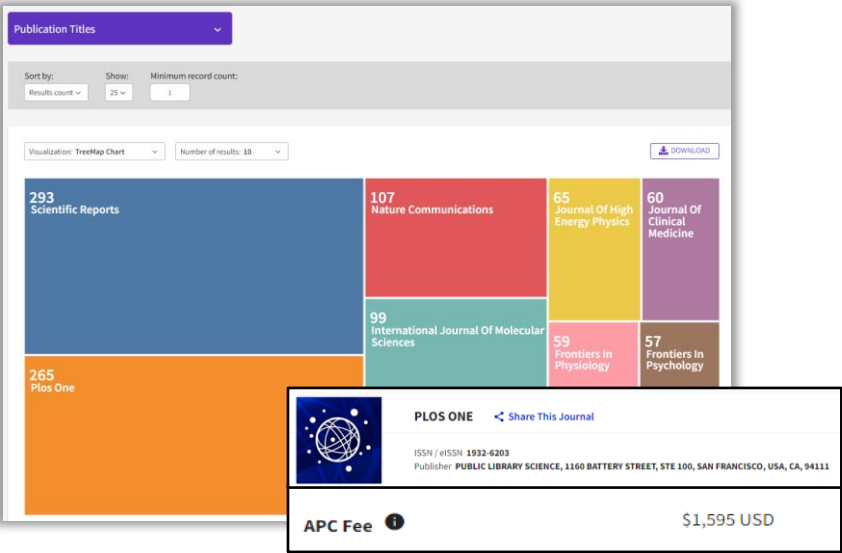 Publication Titles
Sort by:
Show:
Minimum record count:
Results count
25
1
Visualization: TreeMap Chart
Number of results: 10
DOWNLOAD
293
Scientific Reports
107
Nature Communications
65
Journal Of High
Energy Physics
60
Journal Of
Clinical
Medicine
99
International Journal Of Molecular
Sciences
59
Frontiers In
Physiology
57
Frontiers In
Psychology
265
Plos One
PLOS ONE
Share This Journal
ISSN / eISSN 1932-6203
Publisher PUBLIC LIBRARY SCIENCE, 1160 BATTERY STREET, STE 100, SAN FRANCISCO, USA, CA, 94111
APC Fee i
$1,595 USD